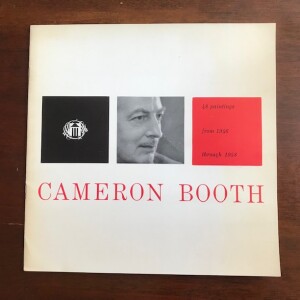 paintings
from
through
CAMERON BOOTH